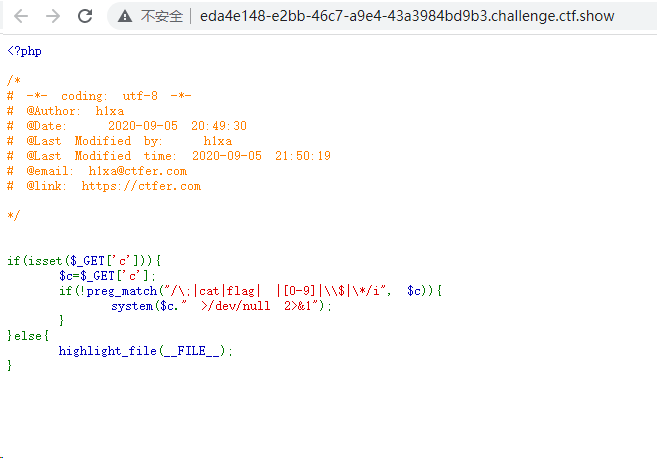 不安全 | eda4e148-e2bb-46c7-a9e4-43a3984bd9b3.challenge.ctf.show
<?php
/*
# -*- coding: utf-8 -*-
# @Author: h1xa
# @Date:   2020-09-05 20:49:30
# @Last Modified by:   h1xa
# @Last Modified time: 2020-09-05 21:50:19
# @email: h1xa@ctfer.com
# @link: https://ctfer.com
*/
if(isset($_GET['c'])){
    $c=$_GET['c'];
    if(!preg_match("/\;|cat|flag| |[0-9]|\\$|\*/i", $c)){
        system($c." >/dev/null 2>&1");
    }
}else{
    highlight_file(__FILE__);
}